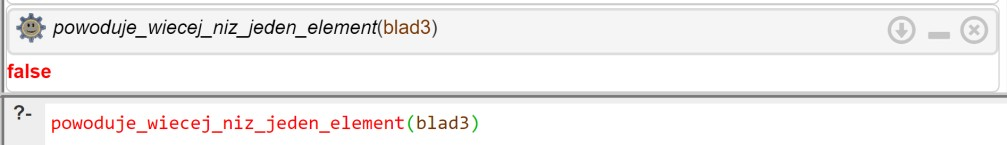 powoduje_wiecej_niz_jeden_element(blad3)
false
?- powoduje_wiecej_niz_jeden_element(blad3)